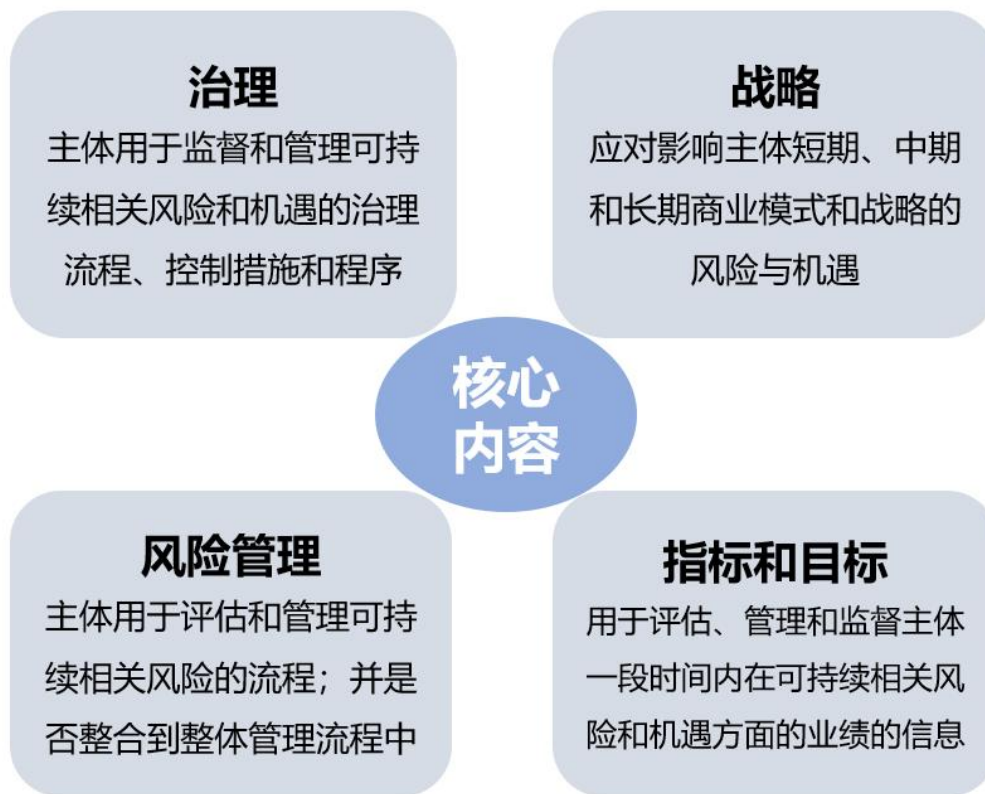 治理
主体用于监督和管理可持
续相关风险和机遇的治理
流程、控制措施和程序
战略
应对影响主体短期、中期
和长期商业模式和战略的
风险与机遇
核心
内容
风险管理
主体用于评估和管理可持
续相关风险的流程；并是
否整合到整体管理流程中
指标和目标
用于评估、管理和监督主体
一段时间内在可持续相关风
险和机遇方面的业绩的信息